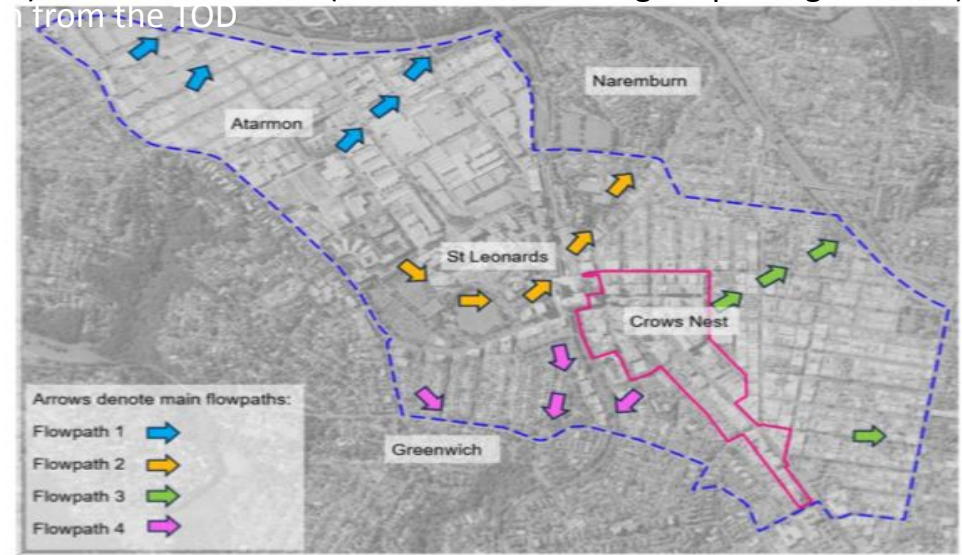 from the TOD
Naremburn
Atarmon
St Leonards
Crows Nest
Arrows denote main flowpaths:
Flowpath 1
Flowpath 2
Flowpath 3
Flowpath 4
Greenwich